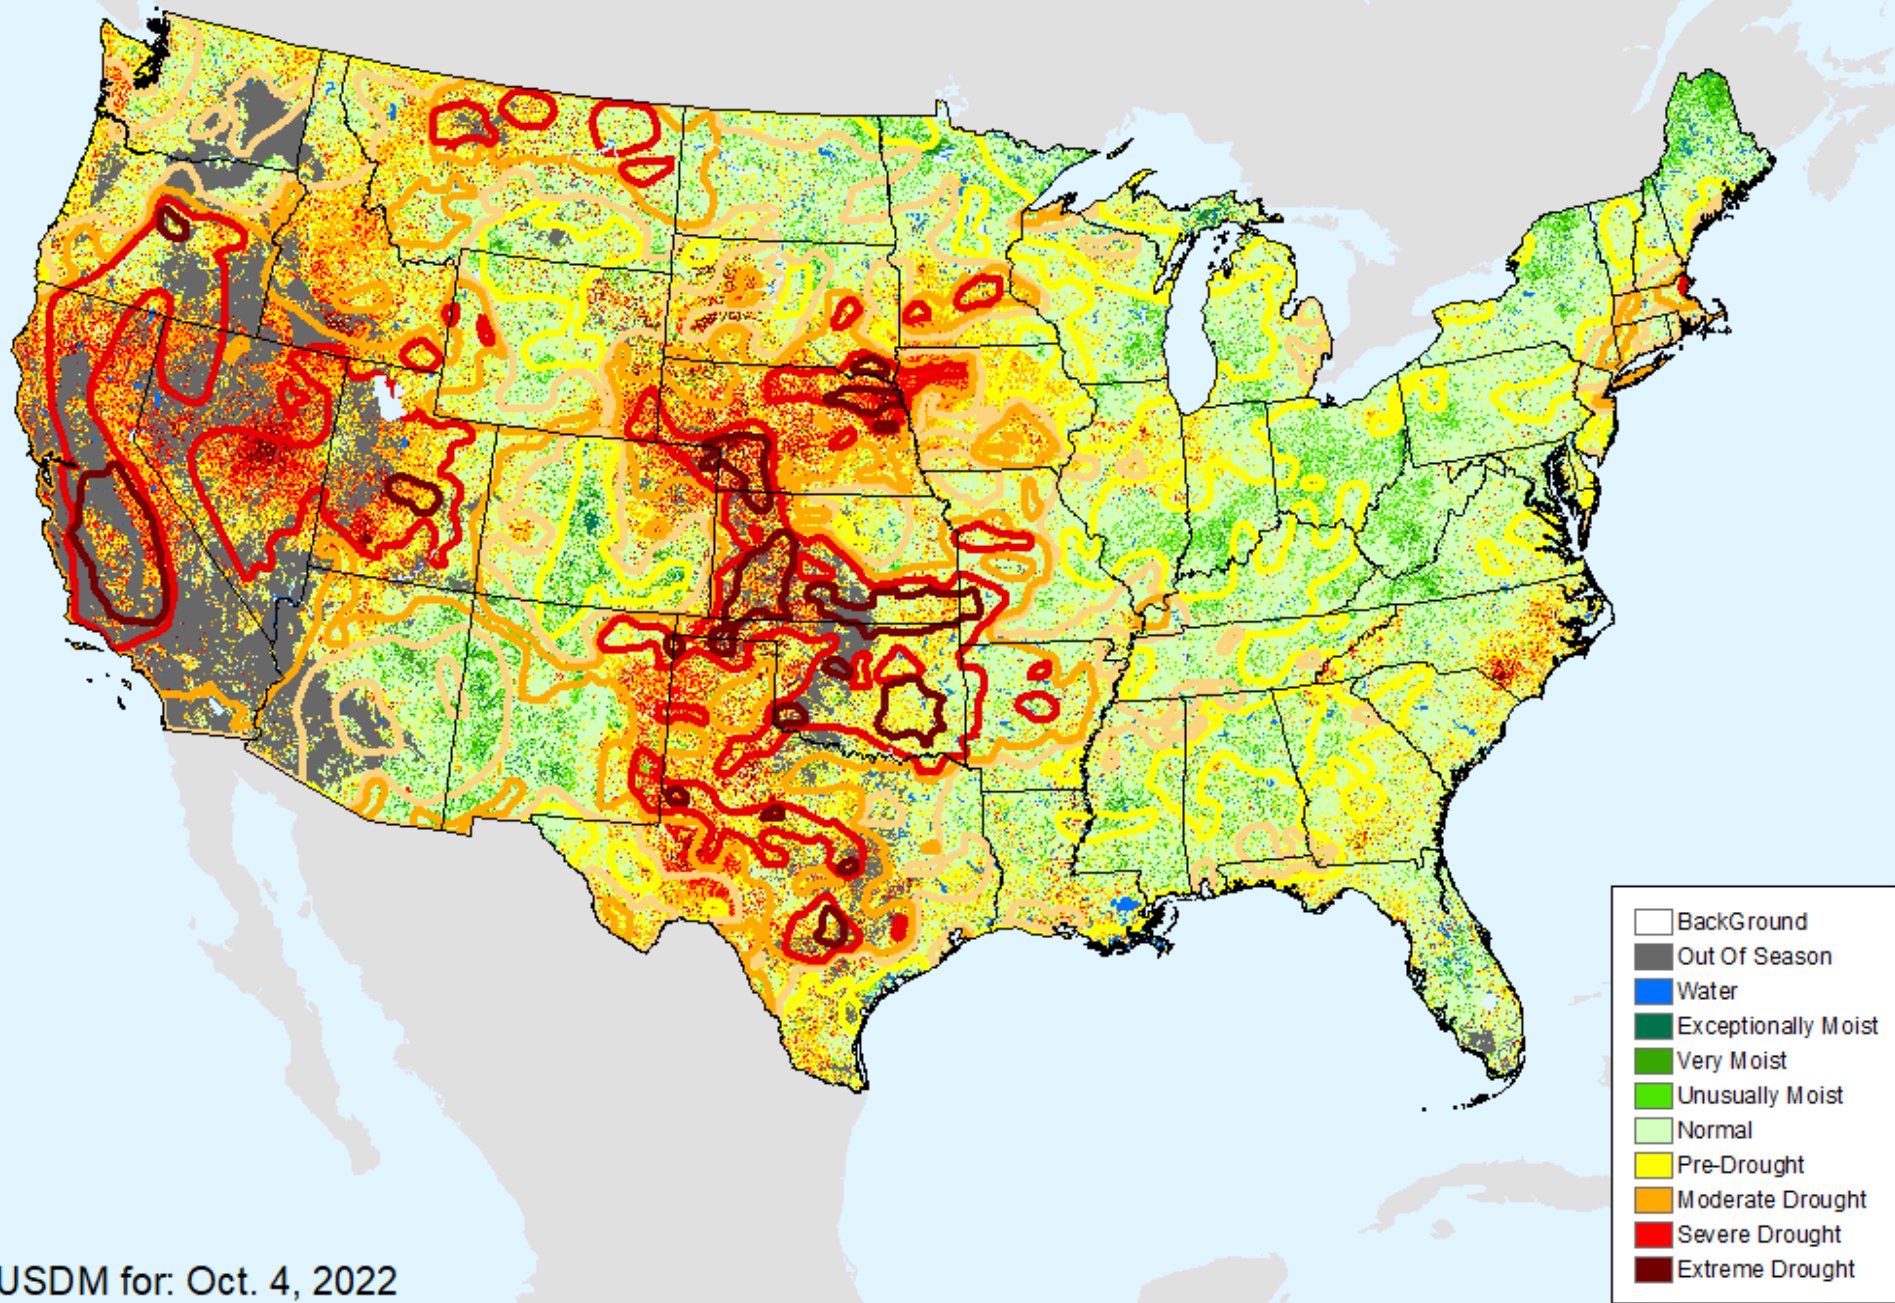 BackGround
Out Of Season
Water
Exceptionally Moist
Very Moist
Unusually Moist
Normal
Pre-Drought
Moderate Drought
Severe Drought
Extreme Drought
USDM for: Oct. 4, 2022